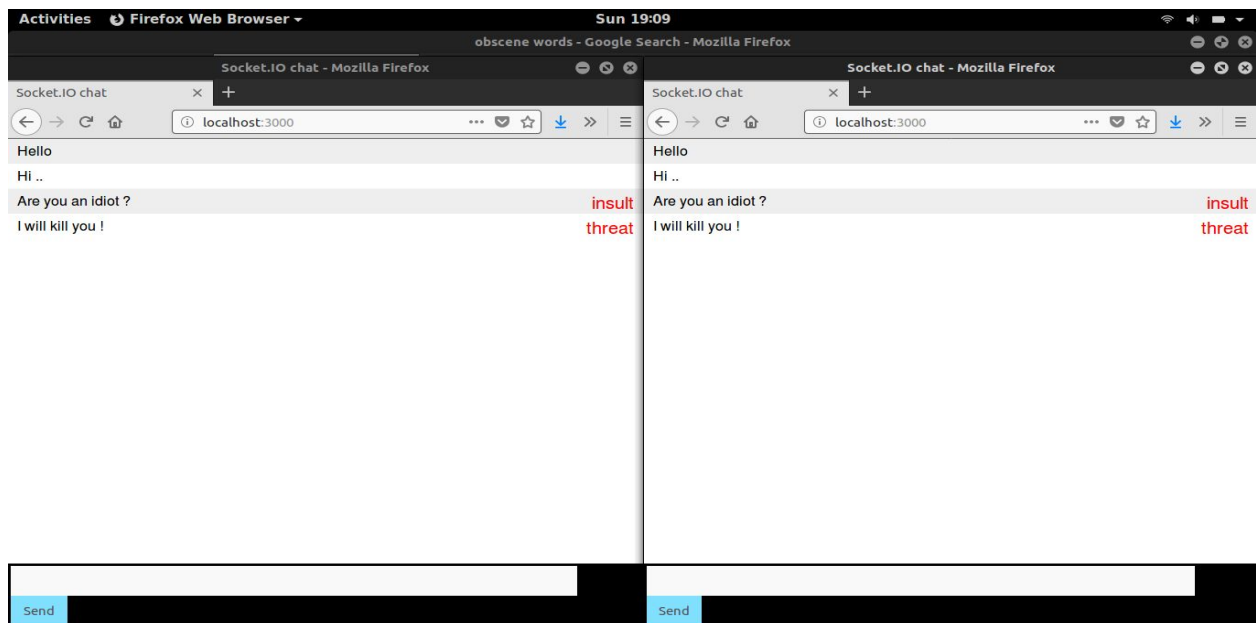 Activities Firefox Web Browser Sun 19:09
obscene words - Google Search - Mozilla Firefox
Socket.IO chat - Mozilla Firefox
Socket.IO chat
localhost:3000
Hello
Hi ..
Are you an idiot ? insult
I will kill you ! threat
Send
Socket.IO chat - Mozilla Firefox
Socket.IO chat
localhost:3000
Hello
Hi ..
Are you an idiot ? insult
I will kill you ! threat
Send